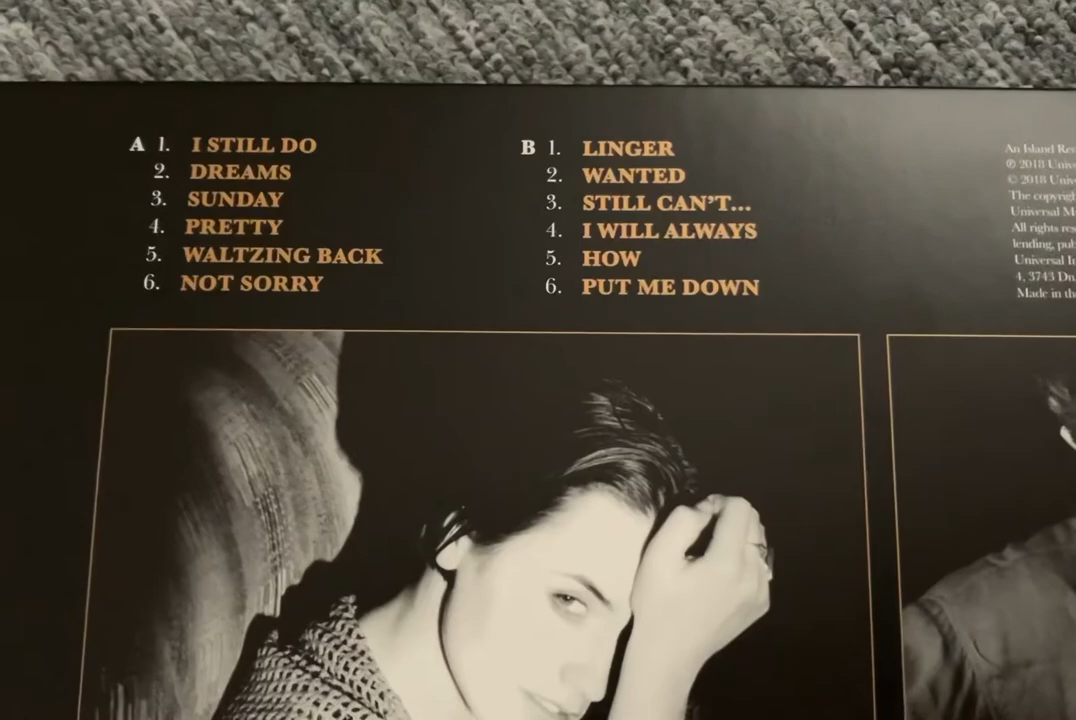 A 1. I STILL DO
2. DREAMS
3. SUNDAY
4. PRETTY
5. WALTZING BACK
6. NOT SORRY
B 1. LINGER
2. WANTED
3. STILL CAN'T...
4. I WILL ALWAYS
5. HOW
6. PUT ME DOWN
An Island
℗ 2018
© 2018
The
Universal
All rights
lending,
Universal
4, 3743
Made in